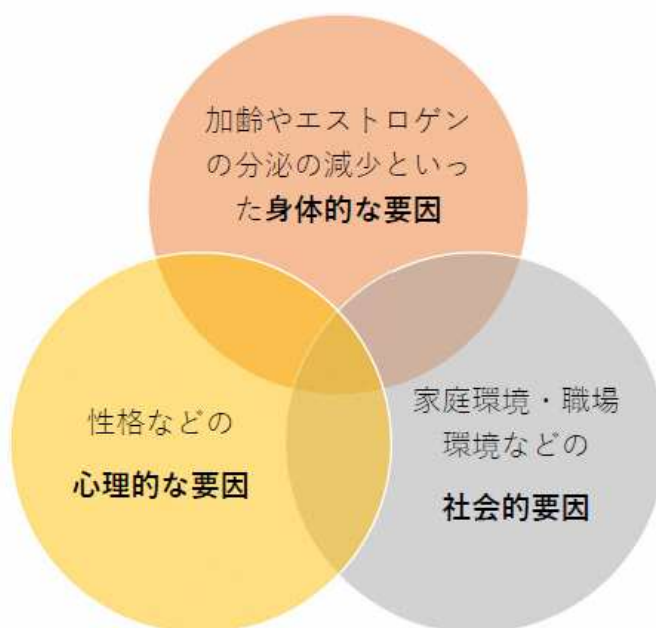 加齢やエストロゲン
の分泌の減少といっ
た身体的な要因
性格などの
心理的な要因
家庭環境・職場
環境などの
社会的要因